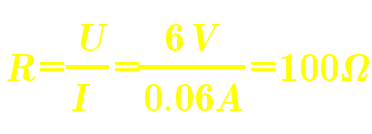 R = U/I = 6 V/0.06A = 100Ω